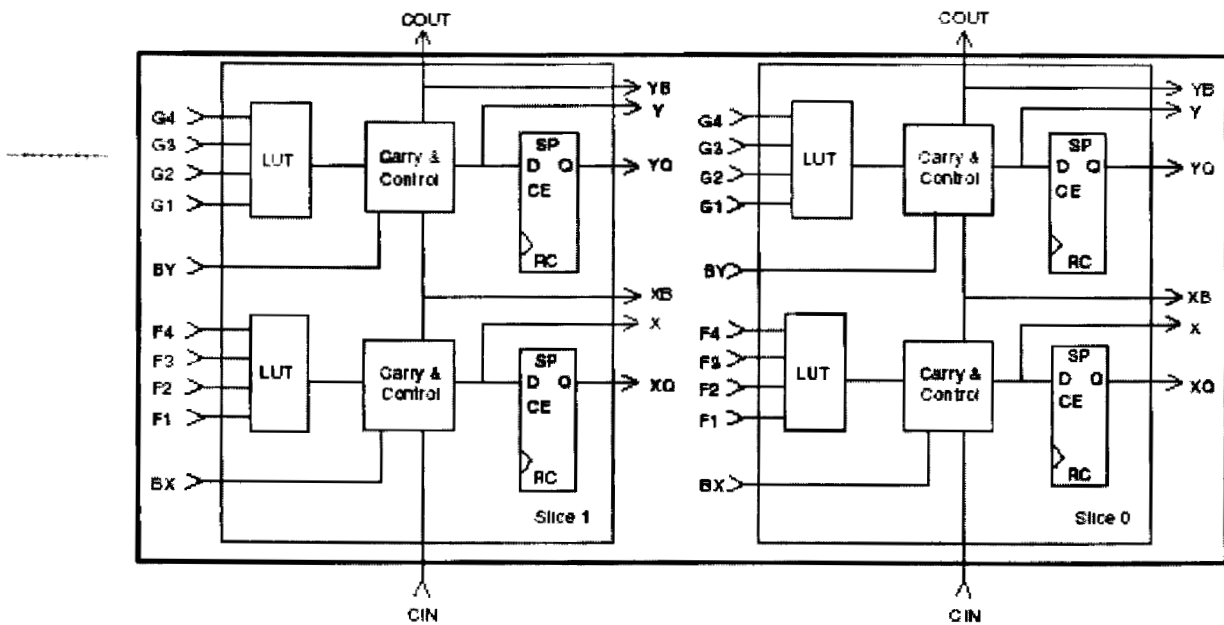 COUT
COUT
YB
Y
G4
G3
G2
G1
LUT
Carry &
Control
SP
D Q
CE
RC
YQ
BY
XB
X
F4
F3
F2
F1
LUT
Carry &
Control
SP
D Q
CE
RC
XQ
BX
Slice 1
CIN
YB
Y
G4
G3
G2
G1
LUT
Carry &
Control
SP
D Q
CE
RC
YQ
BY
XB
X
F4
F3
F2
F1
LUT
Carry &
Control
SP
D Q
CE
RC
XQ
BX
Slice 0
CIN